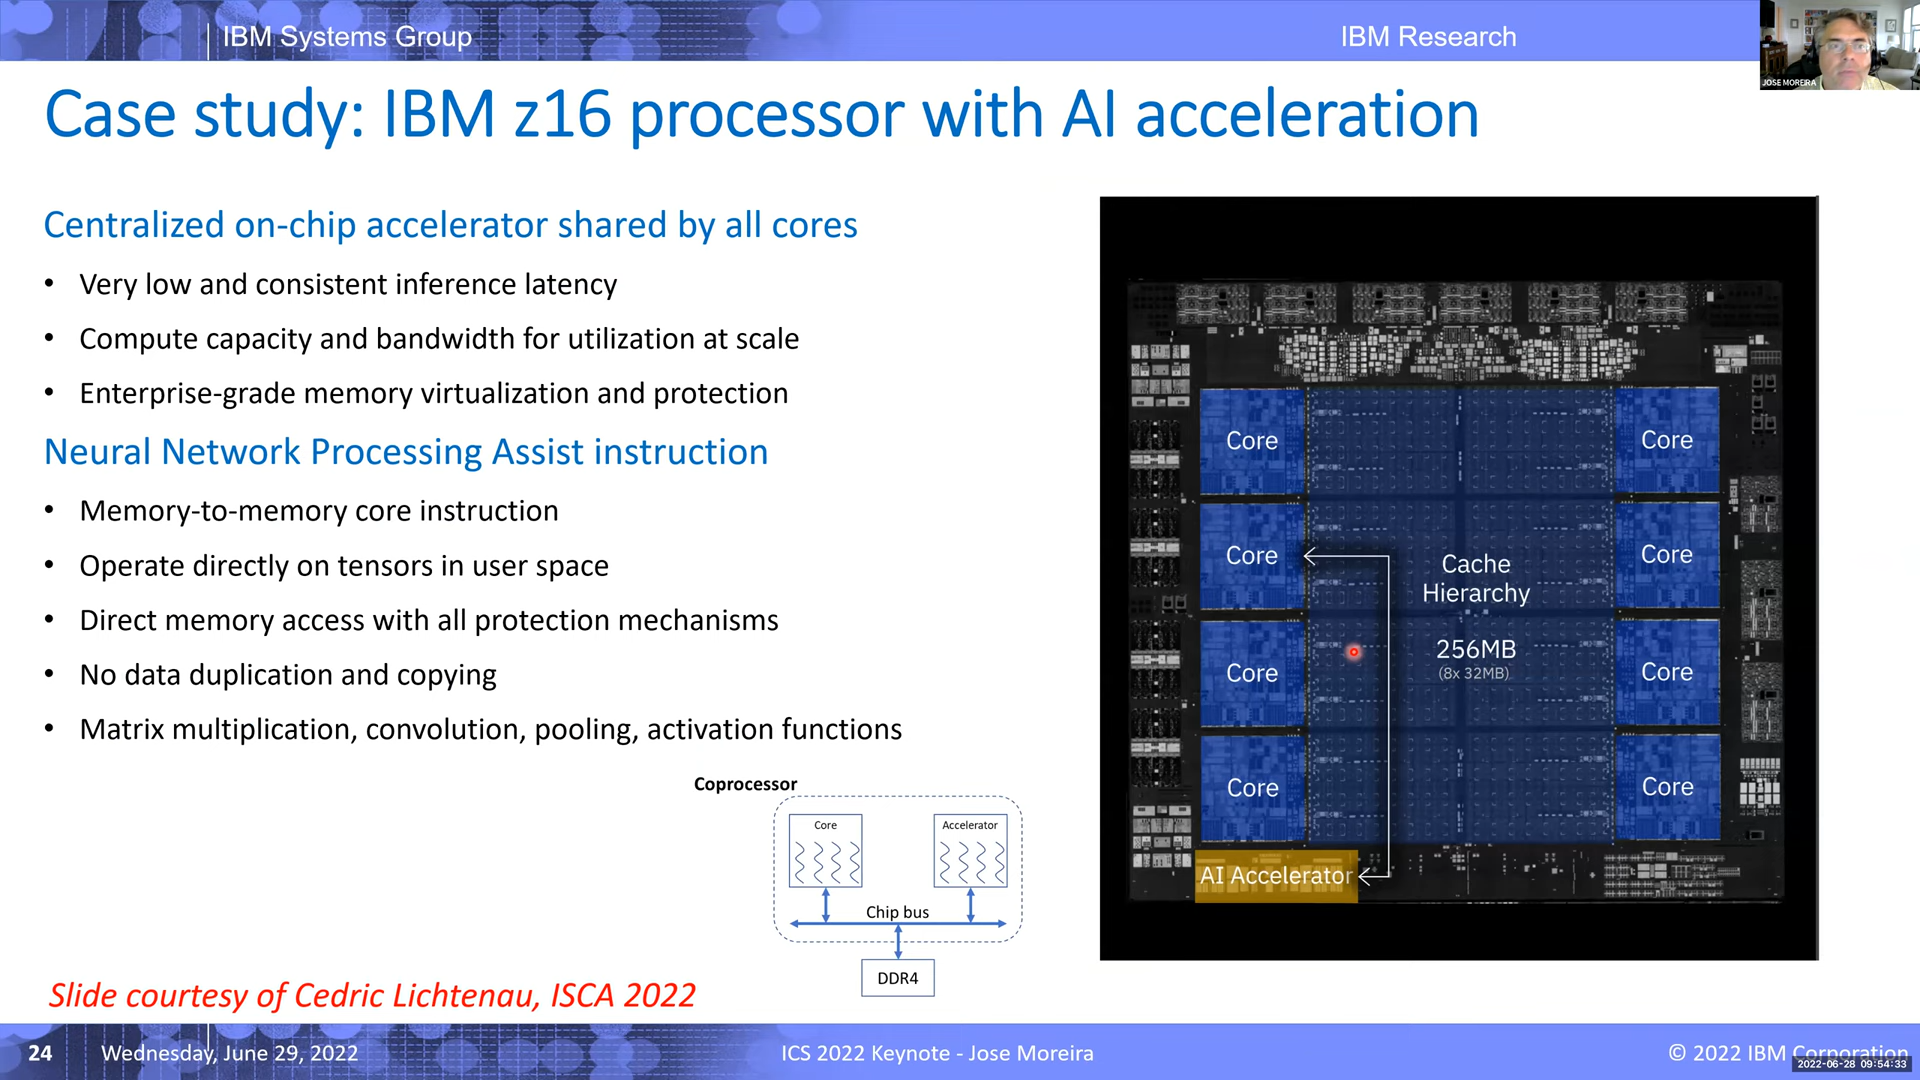 IBM Systems Group
IBM Research
JOSE MOREIRA
Case study: IBM z16 processor with AI acceleration
Centralized on-chip accelerator shared by all cores
• Very low and consistent inference latency
• Compute capacity and bandwidth for utilization at scale
• Enterprise-grade memory virtualization and protection
Neural Network Processing Assist instruction
• Memory-to-memory core instruction
• Operate directly on tensors in user space
• Direct memory access with all protection mechanisms
• No data duplication and copying
• Matrix multiplication, convolution, pooling, activation functions
Coprocessor
Core
Accelerator
Chip bus
DDR4
Core
Core
Core
Core
Cache
Hierarchy
256MB
(8x 32MB)
Core
Core
Core
Core
AI Accelerator
Slide courtesy of Cedric Lichtenau, ISCA 2022
24
Wednesday, June 29, 2022
ICS 2022 Keynote - Jose Moreira
© 2022 IBM Corporation
2022-06-28 09:54:33